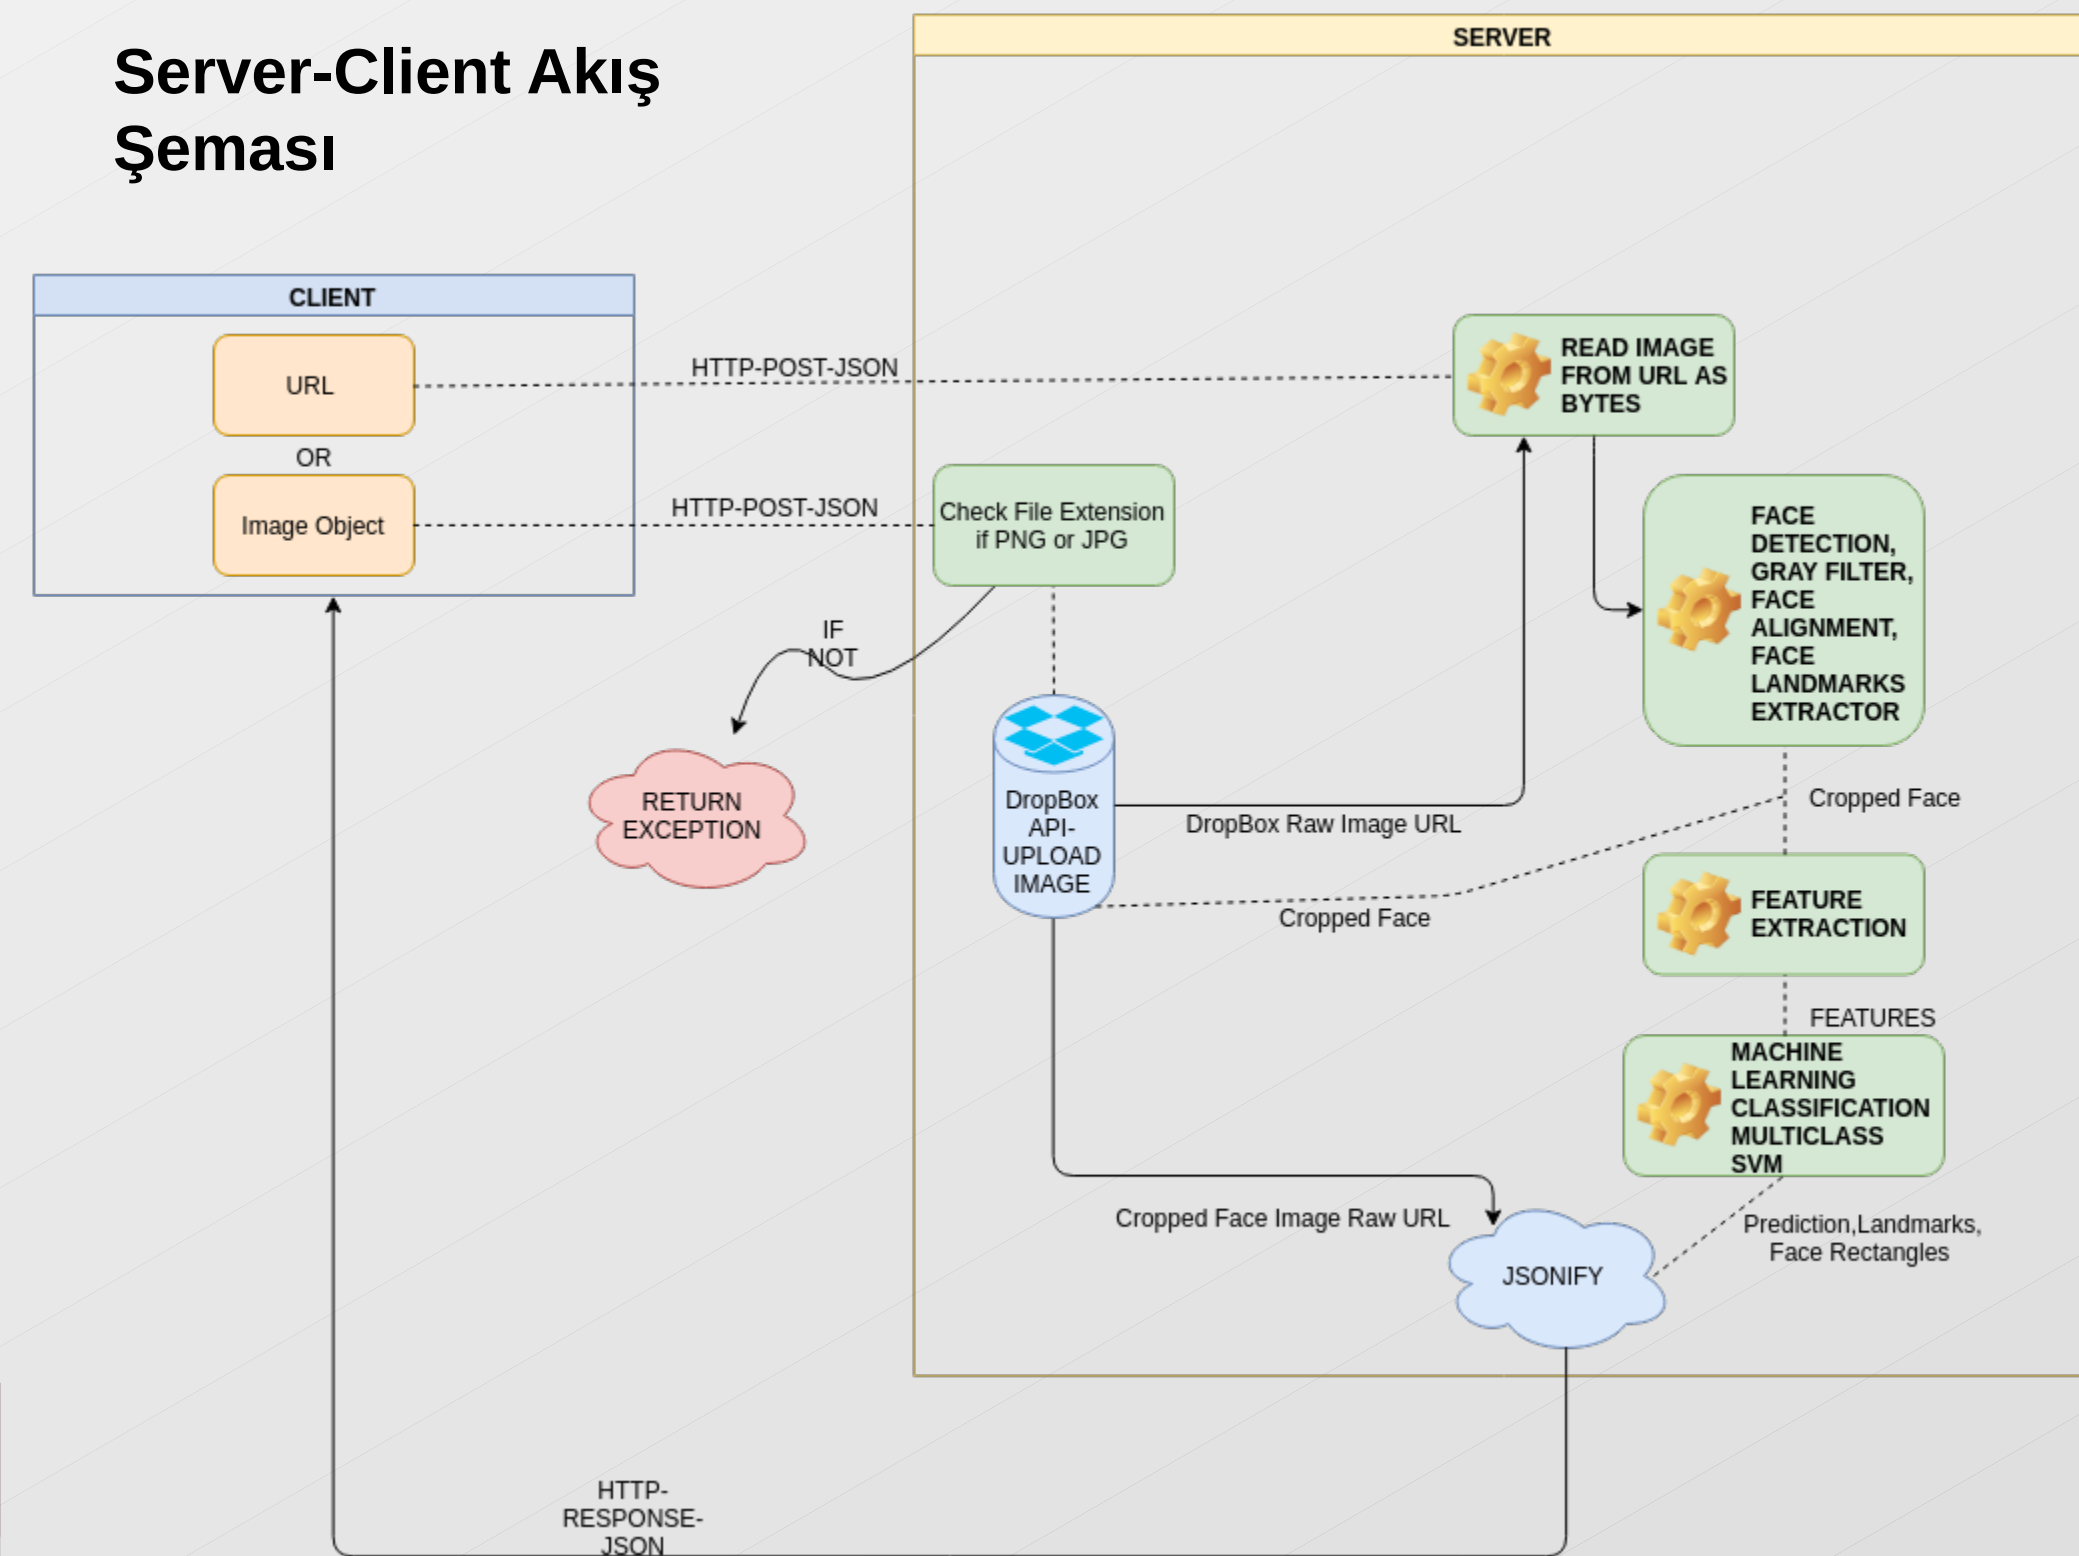 Server-Client Akış
Şeması
SERVER
CLIENT
URL
OR
Image Object
HTTP-POST-JSON
HTTP-POST-JSON
READ IMAGE
FROM URL AS
BYTES
Check File Extension
if PNG or JPG
IF
NOT
RETURN
EXCEPTION
FACE
DETECTION,
GRAY FILTER,
FACE
ALIGNMENT,
FACE
LANDMARKS
EXTRACTOR
DropBox
API-
UPLOAD
IMAGE
DropBox Raw Image URL
Cropped Face
Cropped Face
FEATURE
EXTRACTION
FEATURES
MACHINE
LEARNING
CLASSIFICATION
MULTICLASS
SVM
Cropped Face Image Raw URL
Prediction,Landmarks,
Face Rectangles
JSONIFY
HTTP-
RESPONSE-
JSON